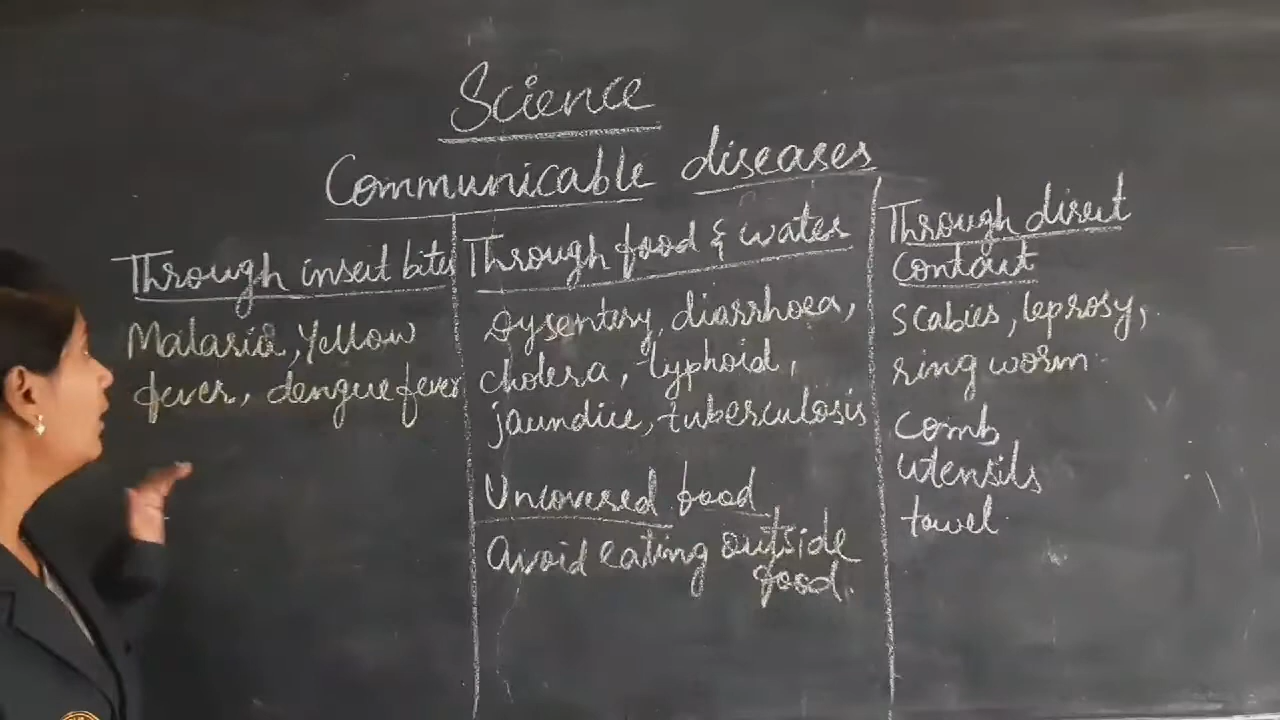 Science
Communicable diseases
Through insect bites
Malaria, Yellow
fever, dengue fever
Through food & water
Dysentery, diarrhoea,
cholera, typhoid,
jaundice, tuberculosis
Uncovered food
Avoid eating outside
food.
Through direct
Contact
Scabies, leprosy,
ring worm
Comb
utensils
towel